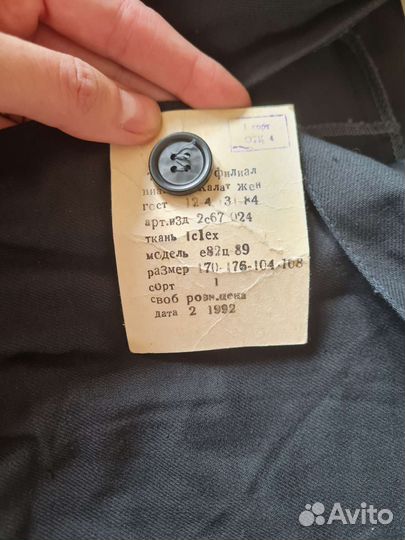 1 сорт
ОТК 4
филиал
халат жен
гост 12 4 131 84
арт.изд 2с67 024
ткань 1с1ех
модель е82ц 89
размер 170-176-104-108
сорт 1
своб розн.цена
дата 2 1992
Avito